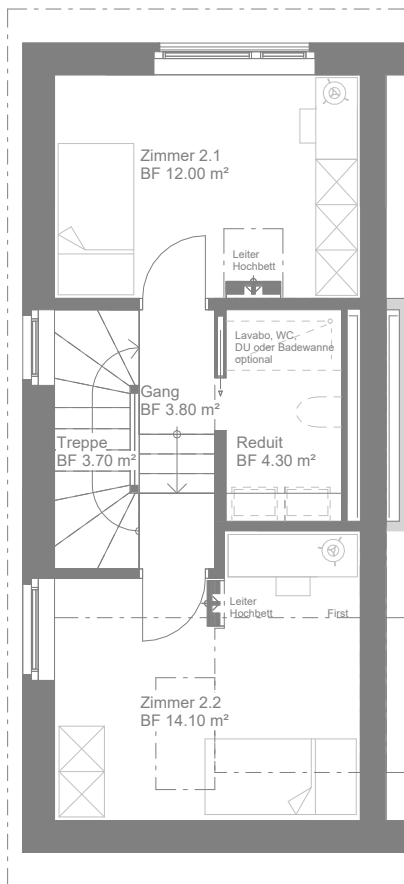 Zimmer 2.1
BF 12.00 m²
Leiter
Hochbett
Lavabo, WC,
DU oder Badewanne
optional
Gang
BF 3.80 m²
Treppe
BF 3.70 m²
Reduit
BF 4.30 m²
Leiter
Hochbett
First
Zimmer 2.2
BF 14.10 m²